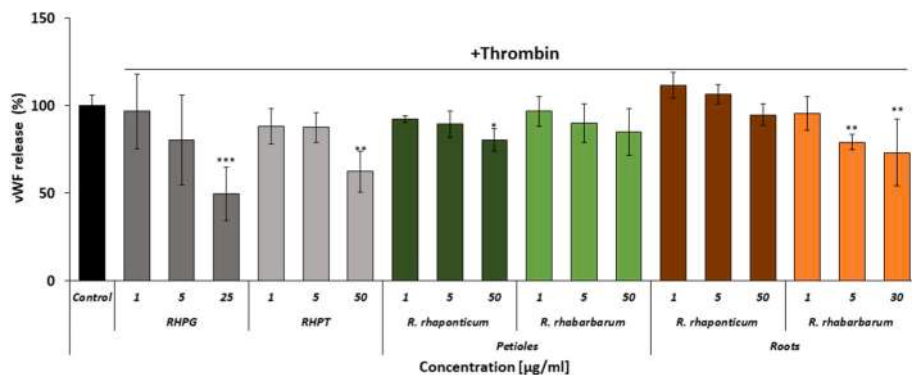 150
+Thrombin
100
***
*
**
**
**
50
0
vWF release (%)
Control 1 5 25 1 5 50 1 5 50 1 5 50 1 5 50 1 5 30
RHPG RHPT R. rhaponticum R. rhabarbarum R. rhaponticum R. rhabarbarum
Petioles Roots
Concentration [µg/ml]